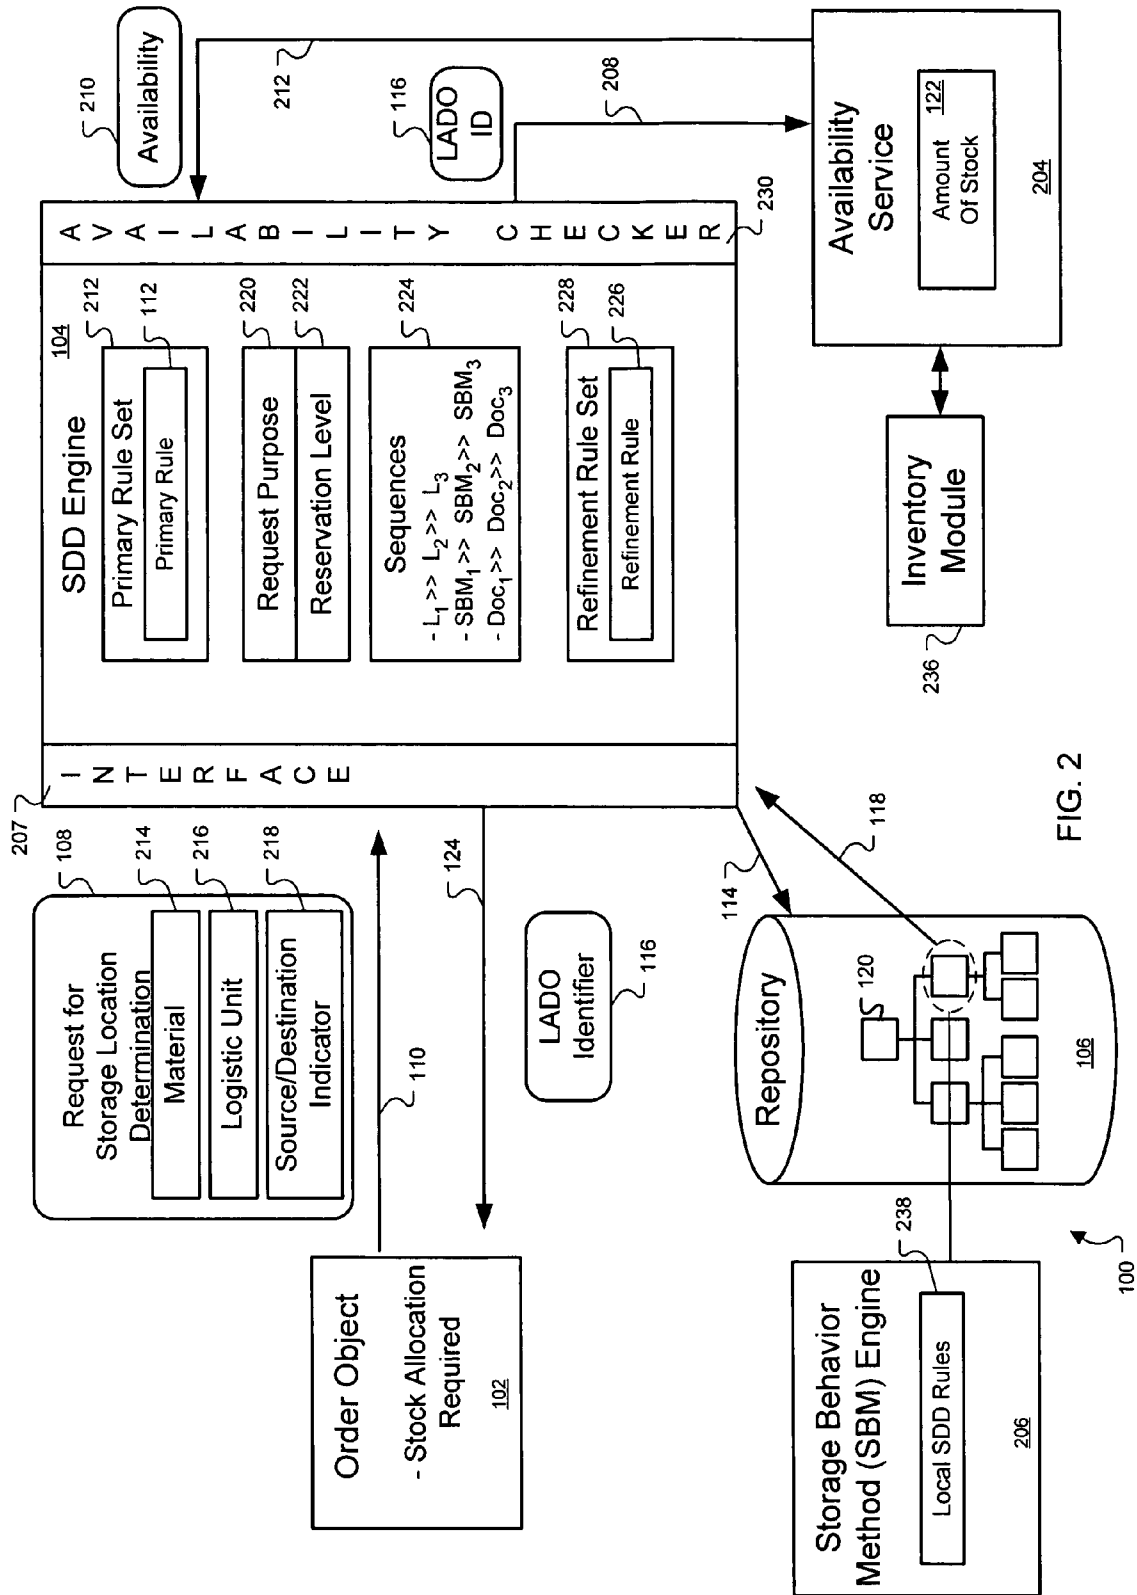 207
108
Request for
Storage Location
Determination
Material
214
Logistic Unit
216
Source/Destination
Indicator
218
Order Object
- Stock Allocation
Required
102
110
124
LADO
Identifier
116
INTERFACE
SDD Engine
104
Primary Rule Set
212
Primary Rule
112
Request Purpose
220
Reservation Level
222
Sequences
224
- L1 >> L2 >> L3
- SBM1 >> SBM2 >> SBM3
- Doc1 >> Doc2 >> Doc3
Refinement Rule Set
228
Refinement Rule
226
AVAILABILITY CHECKER
230
210
Availability
212
116
LADO
ID
208
Storage Behavior
Method (SBM) Engine
Local SDD Rules
238
206
Repository
120
106
114
118
100
Inventory
Module
236
Availability
Service
Amount
Of Stock
122
204
FIG. 2